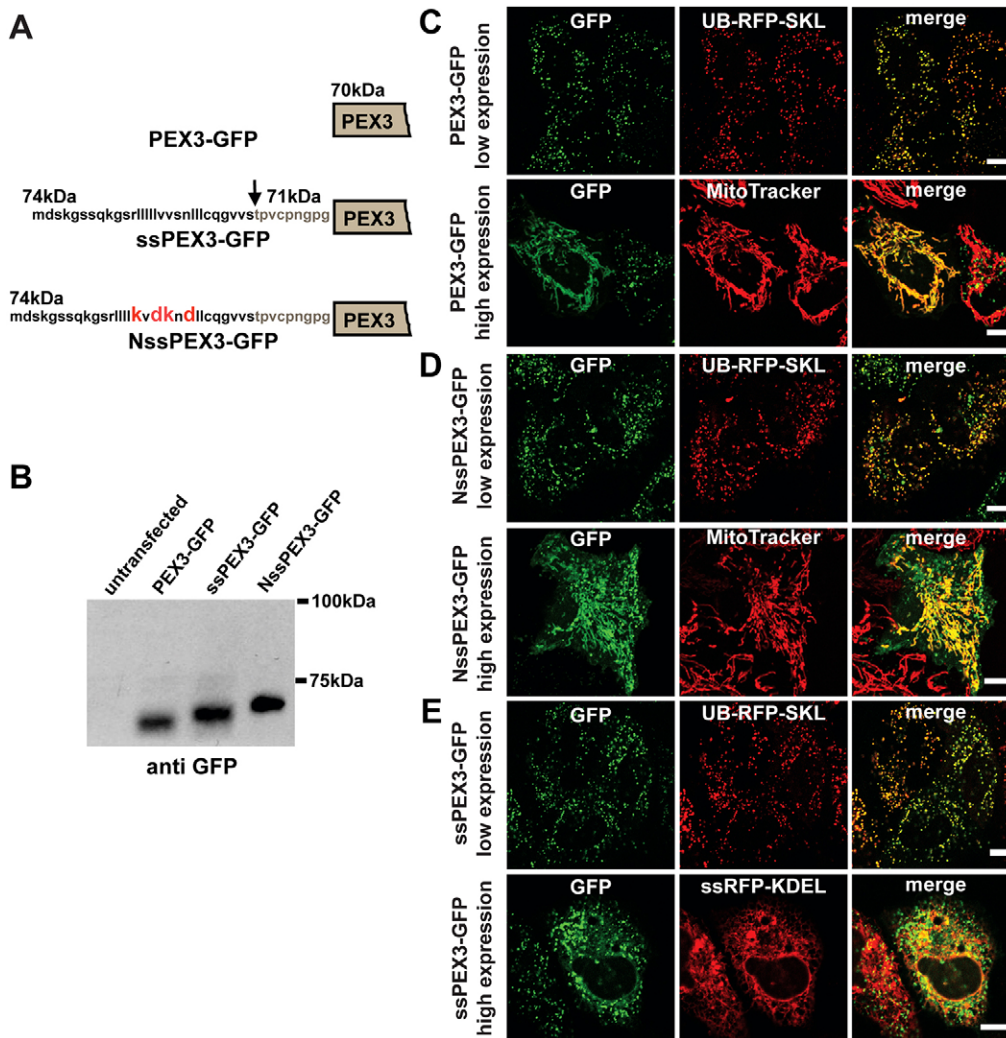 A
70kDa
PEX3
PEX3-GFP
74kDa
71kDa
mdskgssqkgsrlllllvvsnlllcqgvvstpvcpngpg
PEX3
ssPEX3-GFP
74kDa
mdskgssqkgsrllllkvdkndllcqgvvstpvcpngpg
PEX3
NssPEX3-GFP
B
untransfected
PEX3-GFP
ssPEX3-GFP
NssPEX3-GFP
100kDa
75kDa
anti GFP
C
PEX3-GFP
low expression
GFP
UB-RFP-SKL
merge
PEX3-GFP
high expression
GFP
MitoTracker
merge
D
NssPEX3-GFP
low expression
GFP
UB-RFP-SKL
merge
NssPEX3-GFP
high expression
GFP
MitoTracker
merge
E
ssPEX3-GFP
low expression
GFP
UB-RFP-SKL
merge
ssPEX3-GFP
high expression
GFP
ssRFP-KDEL
merge